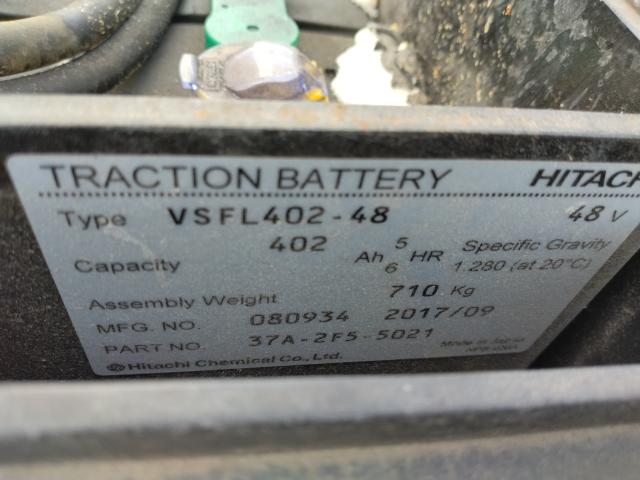 TRACTION BATTERY HITACH
Type VSFL402-48 48 V
Capacity 402 Ah 5 6 HR Specific Gravity 1.280 (at 20°C)
Assembly Weight 710 Kg
MFG. NO. 080934 2017/09
PART NO. 37A-2F5-5021 Made in Japan
Hitachi Chemical Co., Ltd.